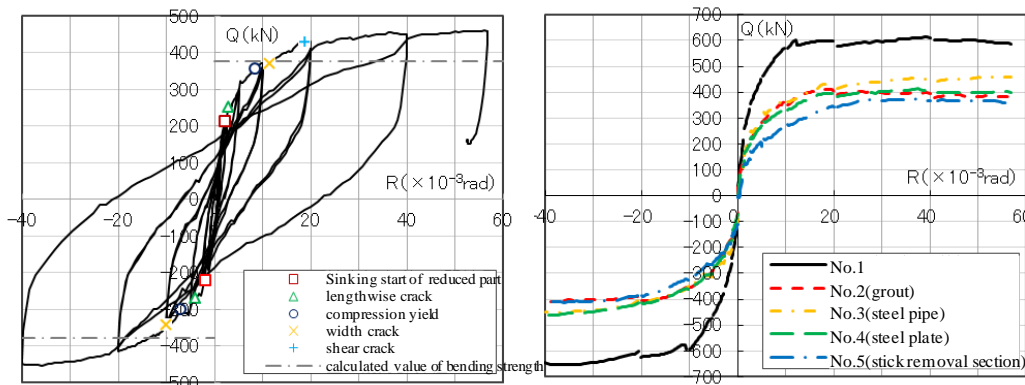 500
Q(kN)
400
300
200
100
R(×10⁻³rad)
0
-40
-20
0
20
40
60
-100
-200
-300
-400
500
Sinking start of reduced part
lengthwise crack
compression yield
width crack
shear crack
calculated value of bending strength
700
Q(kN)
600
500
400
300
200
100
R(×10⁻³rad)
0
-40
-20
0
20
40
60
-100
-200
-300
-400
-500
-600
-700
No.1
No.2(grout)
No.3(steel pipe)
No.4(steel plate)
No.5(stick removal section)